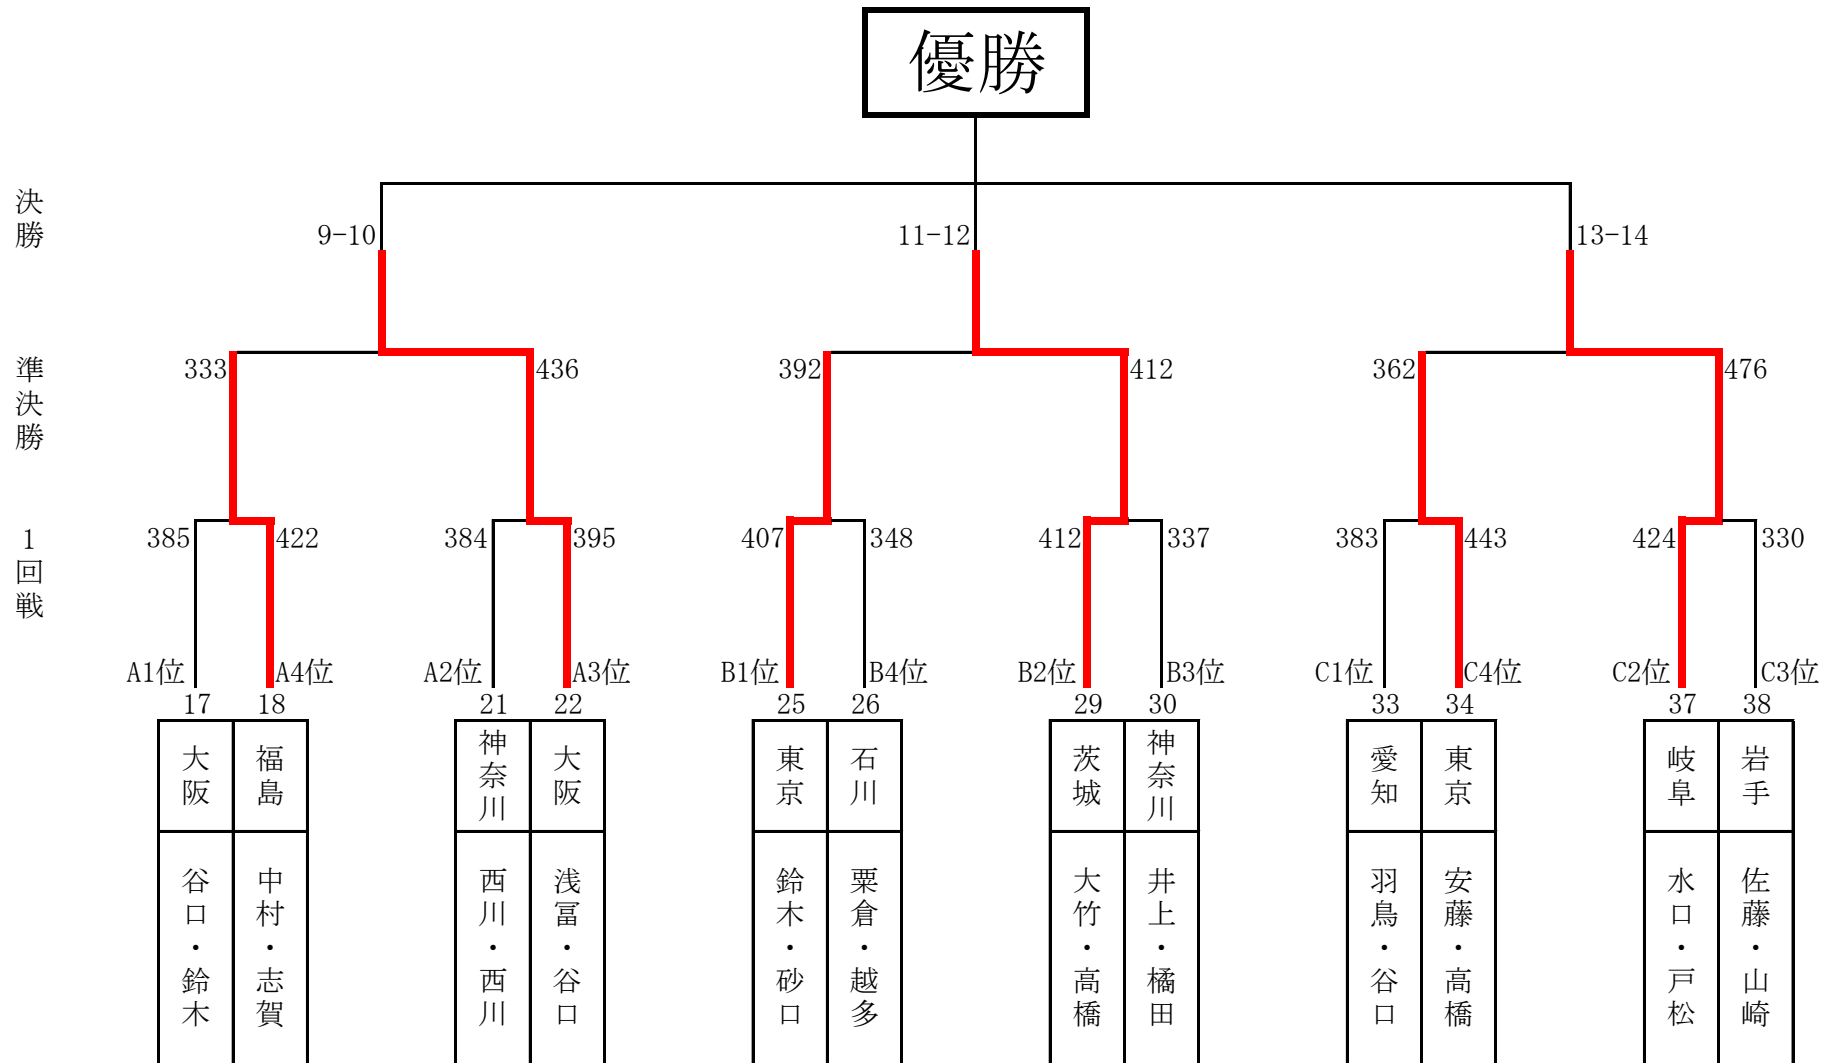 優勝
決勝
9-10
11-12
13-14
準決勝
333
436
392
412
362
476
1回戦
385
422
384
395
407
348
412
337
383
443
424
330
A1位
A4位
A2位
A3位
B1位
B4位
B2位
B3位
C1位
C4位
C2位
C3位
17
18
21
22
25
26
29
30
33
34
37
38
大阪
福島
神奈川
大阪
東京
石川
茨城
神奈川
愛知
東京
岐阜
岩手
谷口・鈴木
中村・志賀
西川・西川
浅冨・谷口
鈴木・砂口
粟倉・越多
大竹・高橋
井上・橘田
羽鳥・谷口
安藤・高橋
水口・戸松
佐藤・山崎